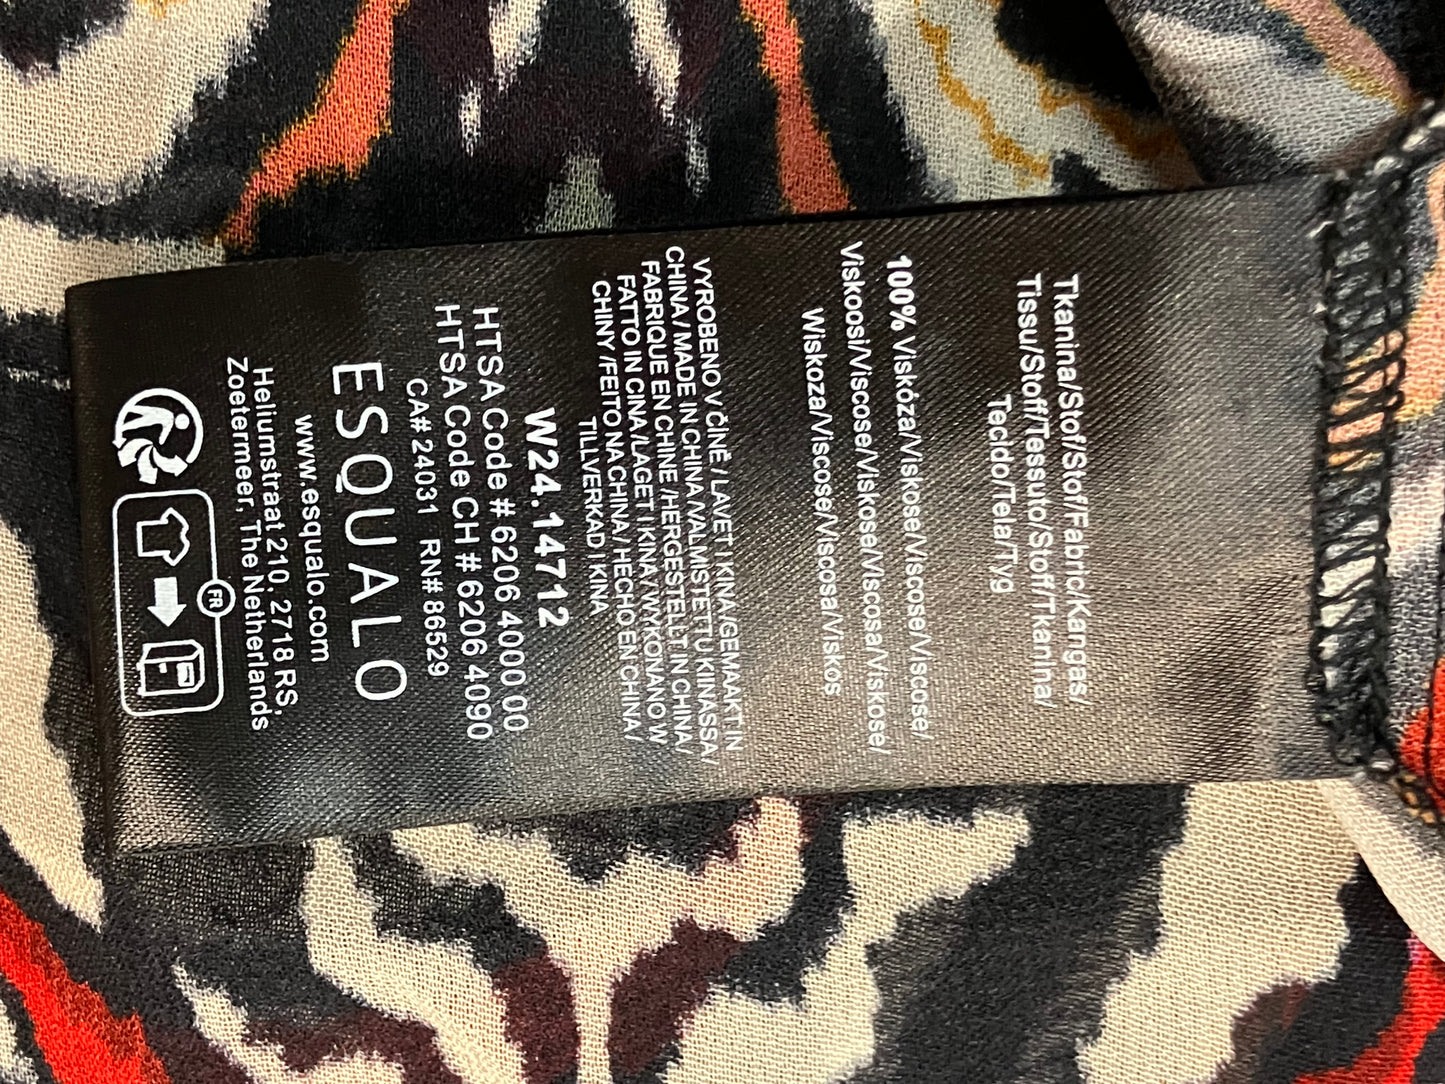 Tkanina/Stof/Stof/Fabric/Kangas/
Tissu/Stoff/Tessuto/Stoff/Tkanina/
Tecido/Tela/Tyg
100% Viskóza/Viskose/Viscose/Viscose/
Viskoosi/Viscose/Viskose/Viscosa/Viskose/
Wiskoza/Viscose/Viscosa/Viskos
VYROBENO V ČÍNĚ / LAVET I KINA/GEMAAKT IN
CHINA / MADE IN CHINA/VALMISTETTU KIINASSA/
FABRIQUE EN CHINE /HERGESTELLT IN CHINA/
FATTO IN CINA /LAGET I KINA / WYKONANO W
CHINY /FEITO NA CHINA / HECHO EN CHINA /
TILLVERKAD I KINA
W24.14712
HTSA Code # 6206 4000 00
HTSA Code CH # 6206 4090
CA# 24031 RN# 86529
ESQUALO
www.esqualo.com
Heliumstraat 210, 2718 RS,
Zoetermeer, The Netherlands
FR